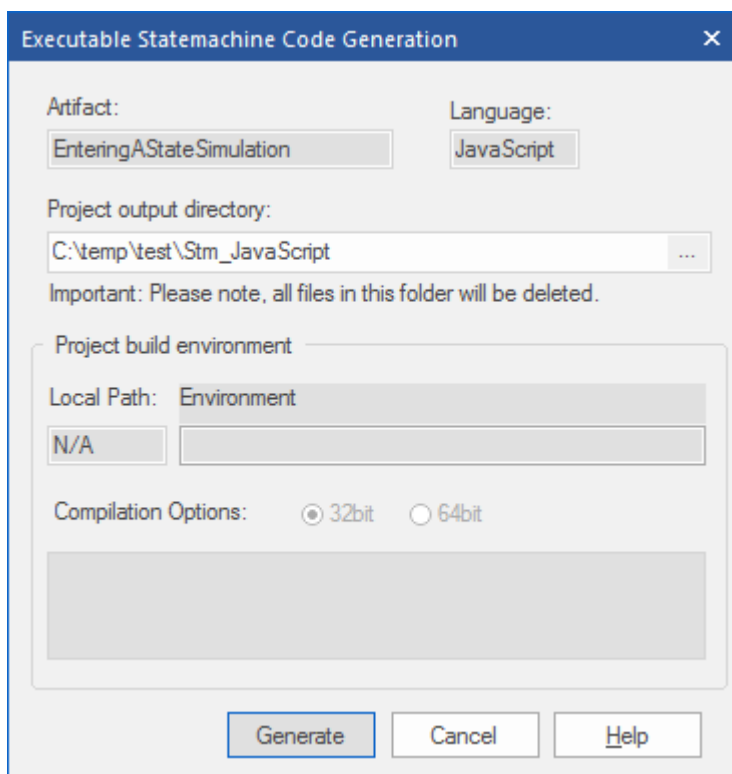 Executable Statemachine Code Generation
Artifact: Language:
EnteringAStateSimulation JavaScript
Project output directory:
C:\temp\test\Stm_JavaScript ...
Important: Please note, all files in this folder will be deleted.
Project build environment
Local Path: Environment
N/A
Compilation Options: 32bit 64bit
Generate Cancel Help